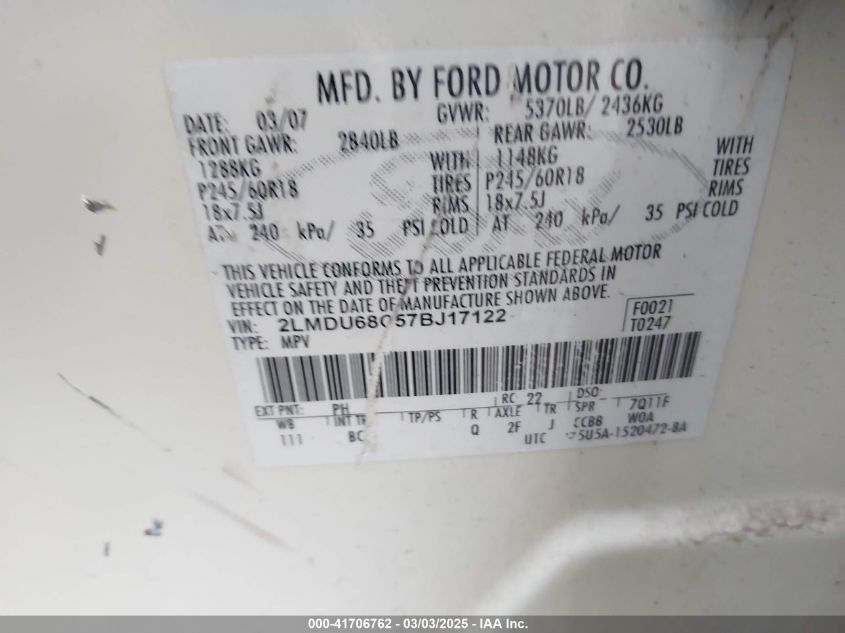 MFD. BY FORD MOTOR CO.
DATE: 03/07 GVWR: 5370LB/ 2436KG
FRONT GAWR: 2840LB REAR GAWR: 2530LB
1288KG WITH 1148KG WITH
P245/60R18 TIRES P245/60R18 TIRES
18x7.5J RIMS 18x7.5J RIMS
AT 240 kPa/ 35 PSI COLD AT 240 kPa/ 35 PSI COLD
THIS VEHICLE CONFORMS TO ALL APPLICABLE FEDERAL MOTOR
VEHICLE SAFETY AND THEFT PREVENTION STANDARDS IN
EFFECT ON THE DATE OF MANUFACTURE SHOWN ABOVE.
VIN: 2LMDU68C57BJ17122 F0021
TYPE: MPV T0247
EXT PNT: PH RC 22 DSO:
WB INT TR TP/PS R AXLE TR SPR 7Q11F
111 BC Q 2F J CCBB W0A
UTC 5U5A-1520472-BA
000-41706762 - 03/03/2025 - IAAI Inc.